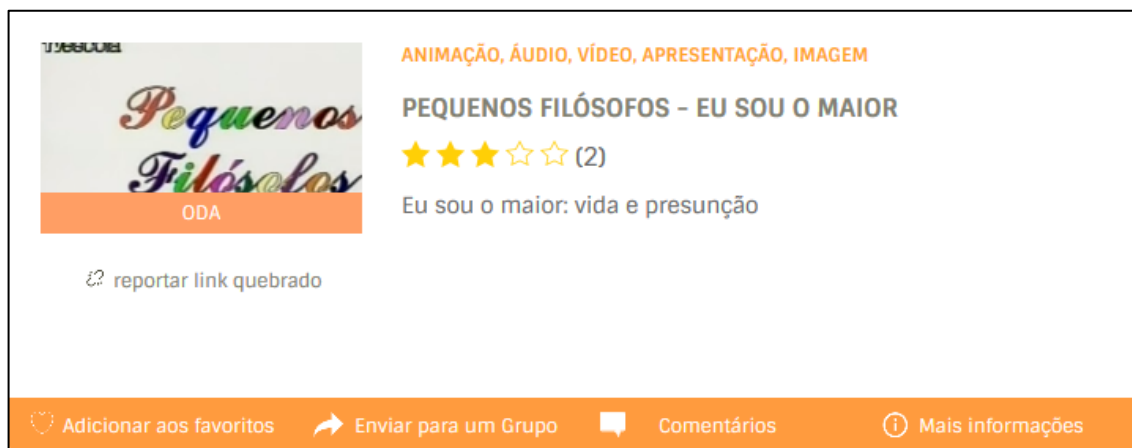 ANIMAÇÃO, ÁUDIO, VÍDEO, APRESENTAÇÃO, IMAGEM
PEQUENOS FILÓSOFOS - EU SOU O MAIOR
(2)
Eu sou o maior: vida e presunção
Pequenos
Filósofos
ODA
reportar link quebrado
Adicionar aos favoritos
Enviar para um Grupo
Comentários
Mais informações